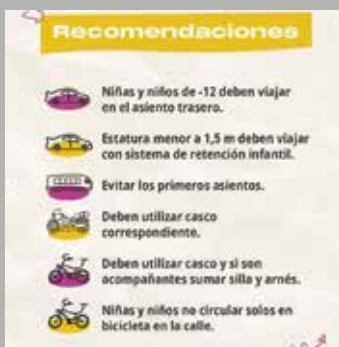 Recomendaciones
Niñas y niños de -12 deben viajar
en el asiento trasero.
Estatura menor a 1,5 m deben viajar
con sistema de retención infantil.
Evitar los primeros asientos.
Deben utilizar casco
correspondiente.
Deben utilizar casco y si son
acompañantes sumar silla y arnés.
Niñas y niños no circular solos en
bicicleta en la calle.